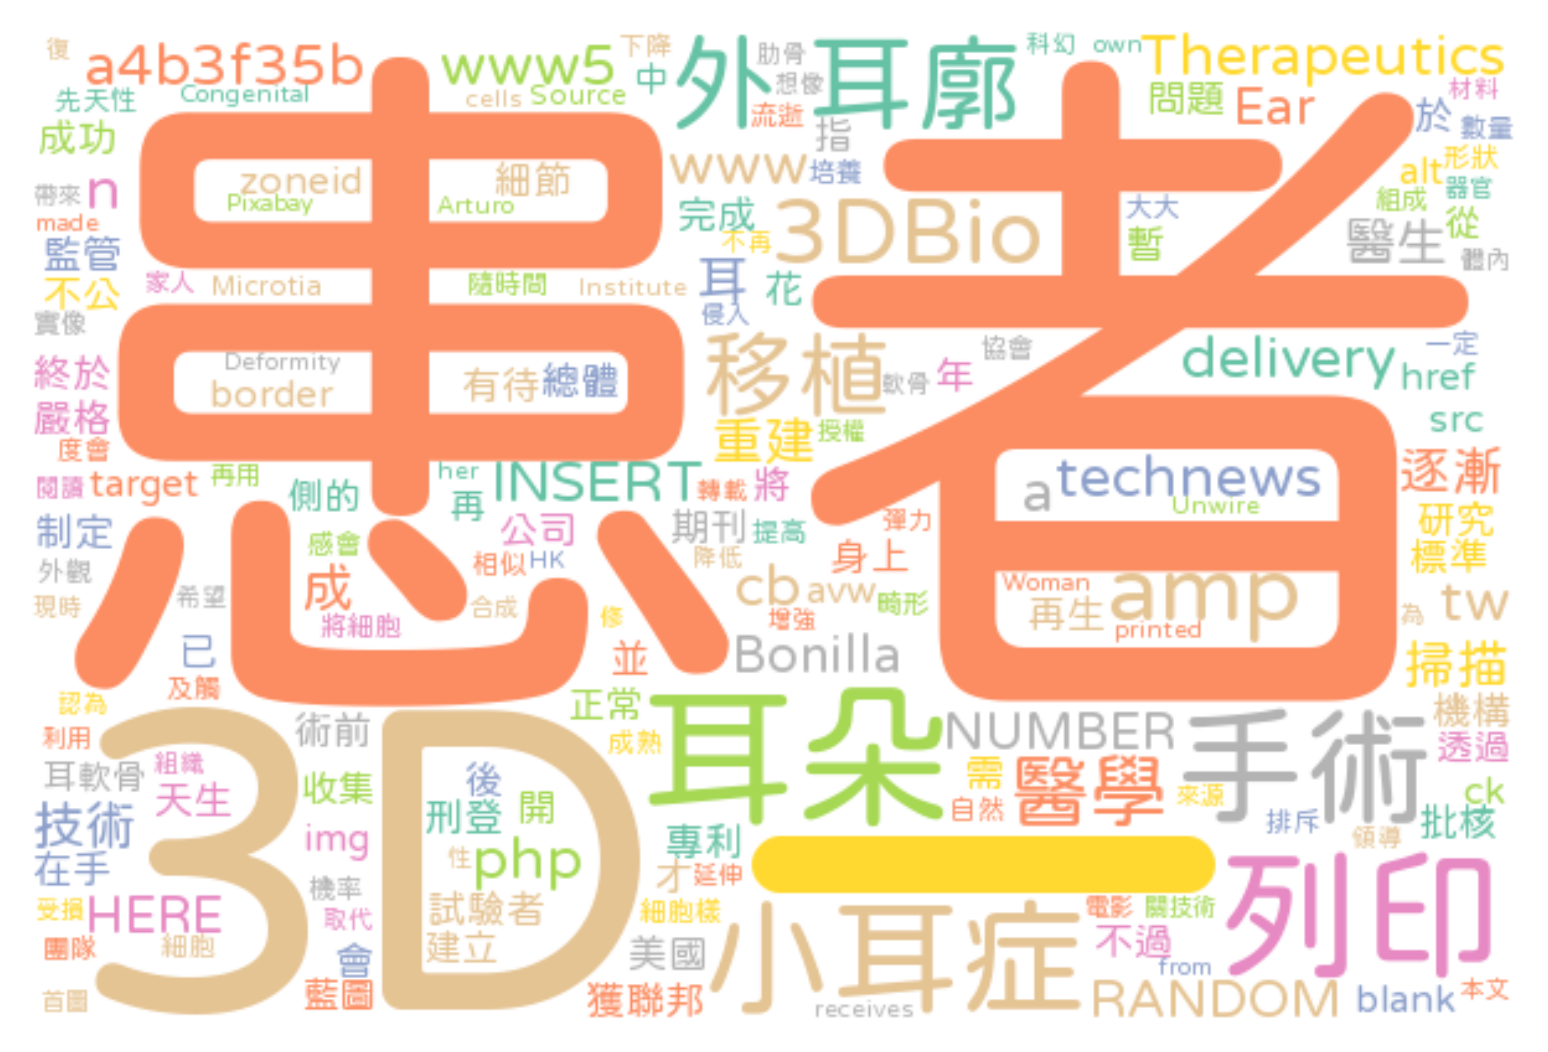 復
a4b3f35b
www5
下降
中
外耳廓
肋骨
科幻
own
Therapeutics
先天性
Congenital
cells
Source
想像
問題
Ear
材料
成功
流逝
指
於
數量
患者
zoneid
細節
www
培養
alt
形狀
帶來
n
Pixabay
Arturo
完成
3DBio
大大
組成
器官
made
監管
不再
暫
醫生
從
家人
Microtia
隨時間
Institute
耳
花
體內
不公
侵入
實像
Deformity
移植
協會
delivery
一定
終於
border
有待
總體
軟骨
年
href
嚴格
重建
授權
src
度會
閱讀
target
再用
側的
her
INSERT
轉載
將
a
technews
逐漸
再
Unwire
制定
感會
公司
期刊
提高
彈力
研究
外觀
相似
HK
降低
身上
標準
現時
希望
成
合成
cb
avw
畸形
Woman
amp
再生
為
tw
將細胞
修
增強
printed
已
並
Bonilla
掃描
及觸
認為
3D
正常
耳朵
NUMBER
手術
機構
利用
術前
成熟
透過
耳軟骨
組織
天生
收集
後
需
醫學
來源
ck
自然
技術
刑登
開
排斥
批核
img
php
專利
領導
在手
性
才
延伸
一
列印
機率
受損
HERE
取代
試驗者
細胞樣
小耳症
電影
關技術
團隊
細胞
會
建立
美國
不過
from
首圖
藍圖
獲聯邦
receives
RANDOM
blank
本文